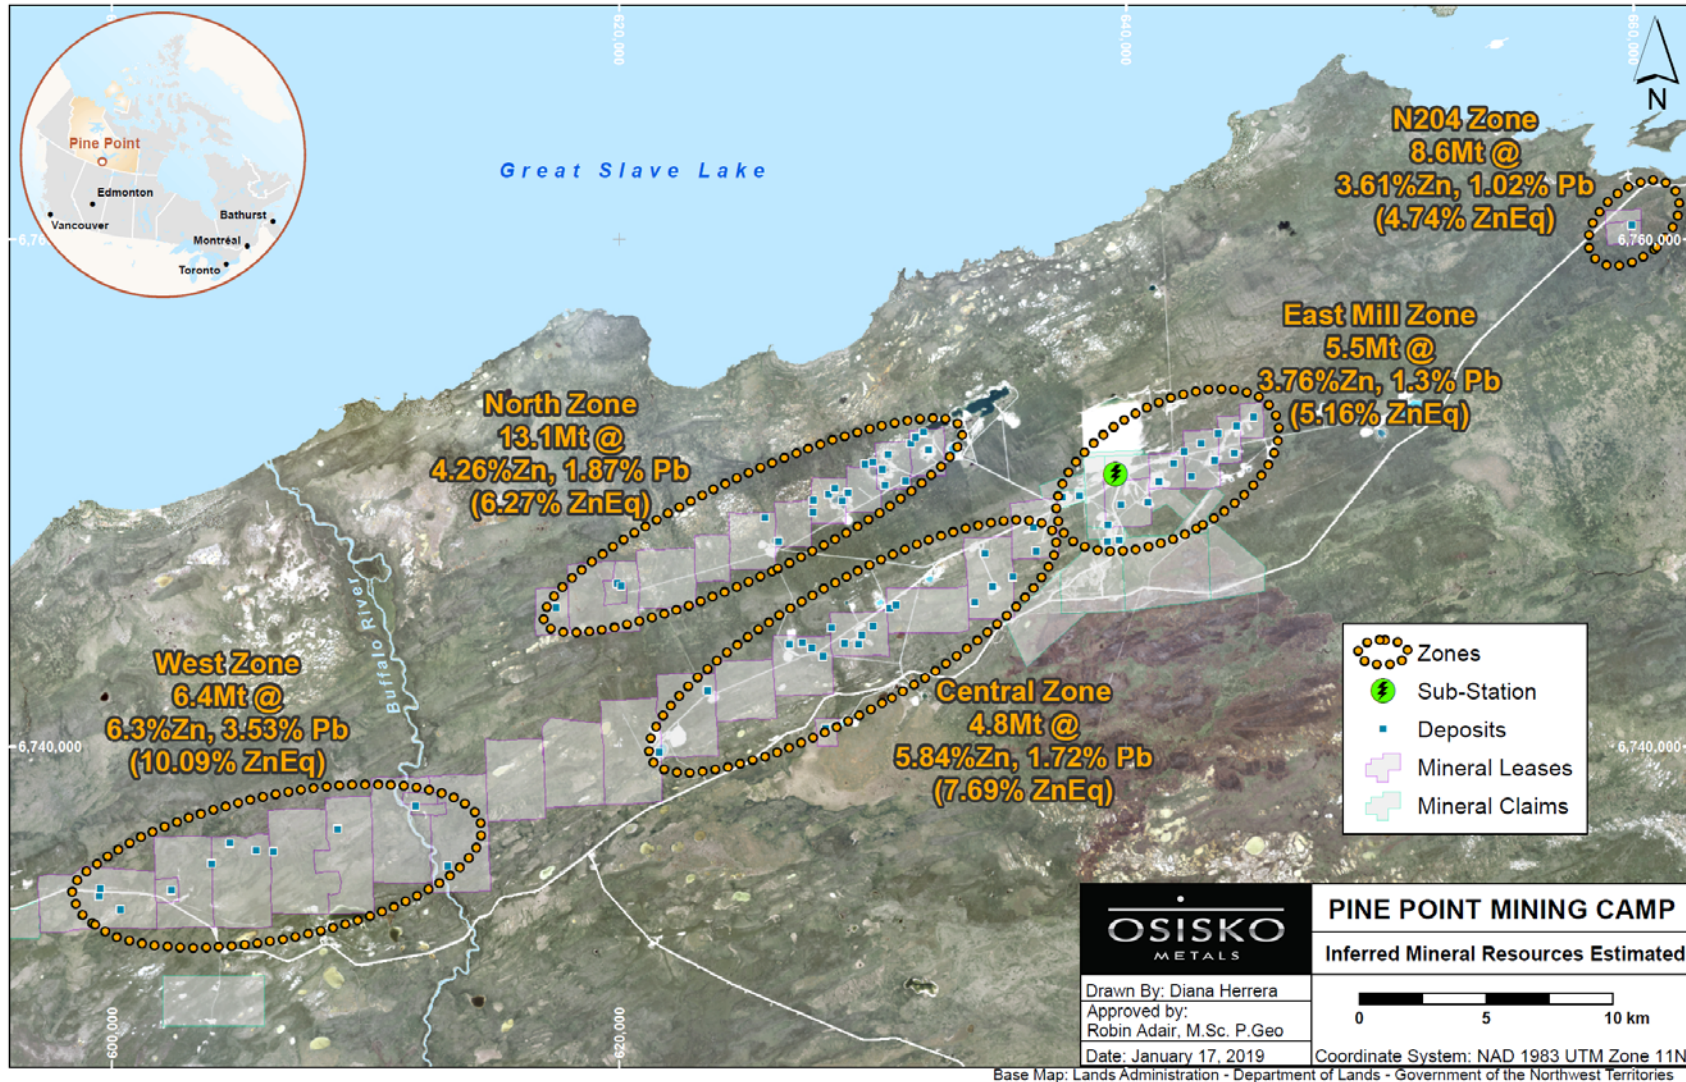 620,000
640,000
660,000
N
Pine Point
Edmonton
Vancouver
Bathurst
Montréal
Toronto
Great Slave Lake
N204 Zone
8.6Mt @
3.61%Zn, 1.02% Pb
(4.74% ZnEq)
6,760,000
East Mill Zone
5.5Mt @
3.76%Zn, 1.3% Pb
(5.16% ZnEq)
North Zone
13.1Mt @
4.26%Zn, 1.87% Pb
(6.27% ZnEq)
Buffalo River
West Zone
6.4Mt @
6.3%Zn, 3.53% Pb
(10.09% ZnEq)
6,740,000
Central Zone
4.8Mt @
5.84%Zn, 1.72% Pb
(7.69% ZnEq)
6,740,000
Zones
Sub-Station
Deposits
Mineral Leases
Mineral Claims
600,000
620,000
OSISKO
METALS
PINE POINT MINING CAMP
Inferred Mineral Resources Estimated
Drawn By: Diana Herrera
Approved by:
Robin Adair, M.Sc. P.Geo
Date: January 17, 2019
0 5 10 km
Coordinate System: NAD 1983 UTM Zone 11N
Base Map: Lands Administration - Department of Lands - Government of the Northwest Territories